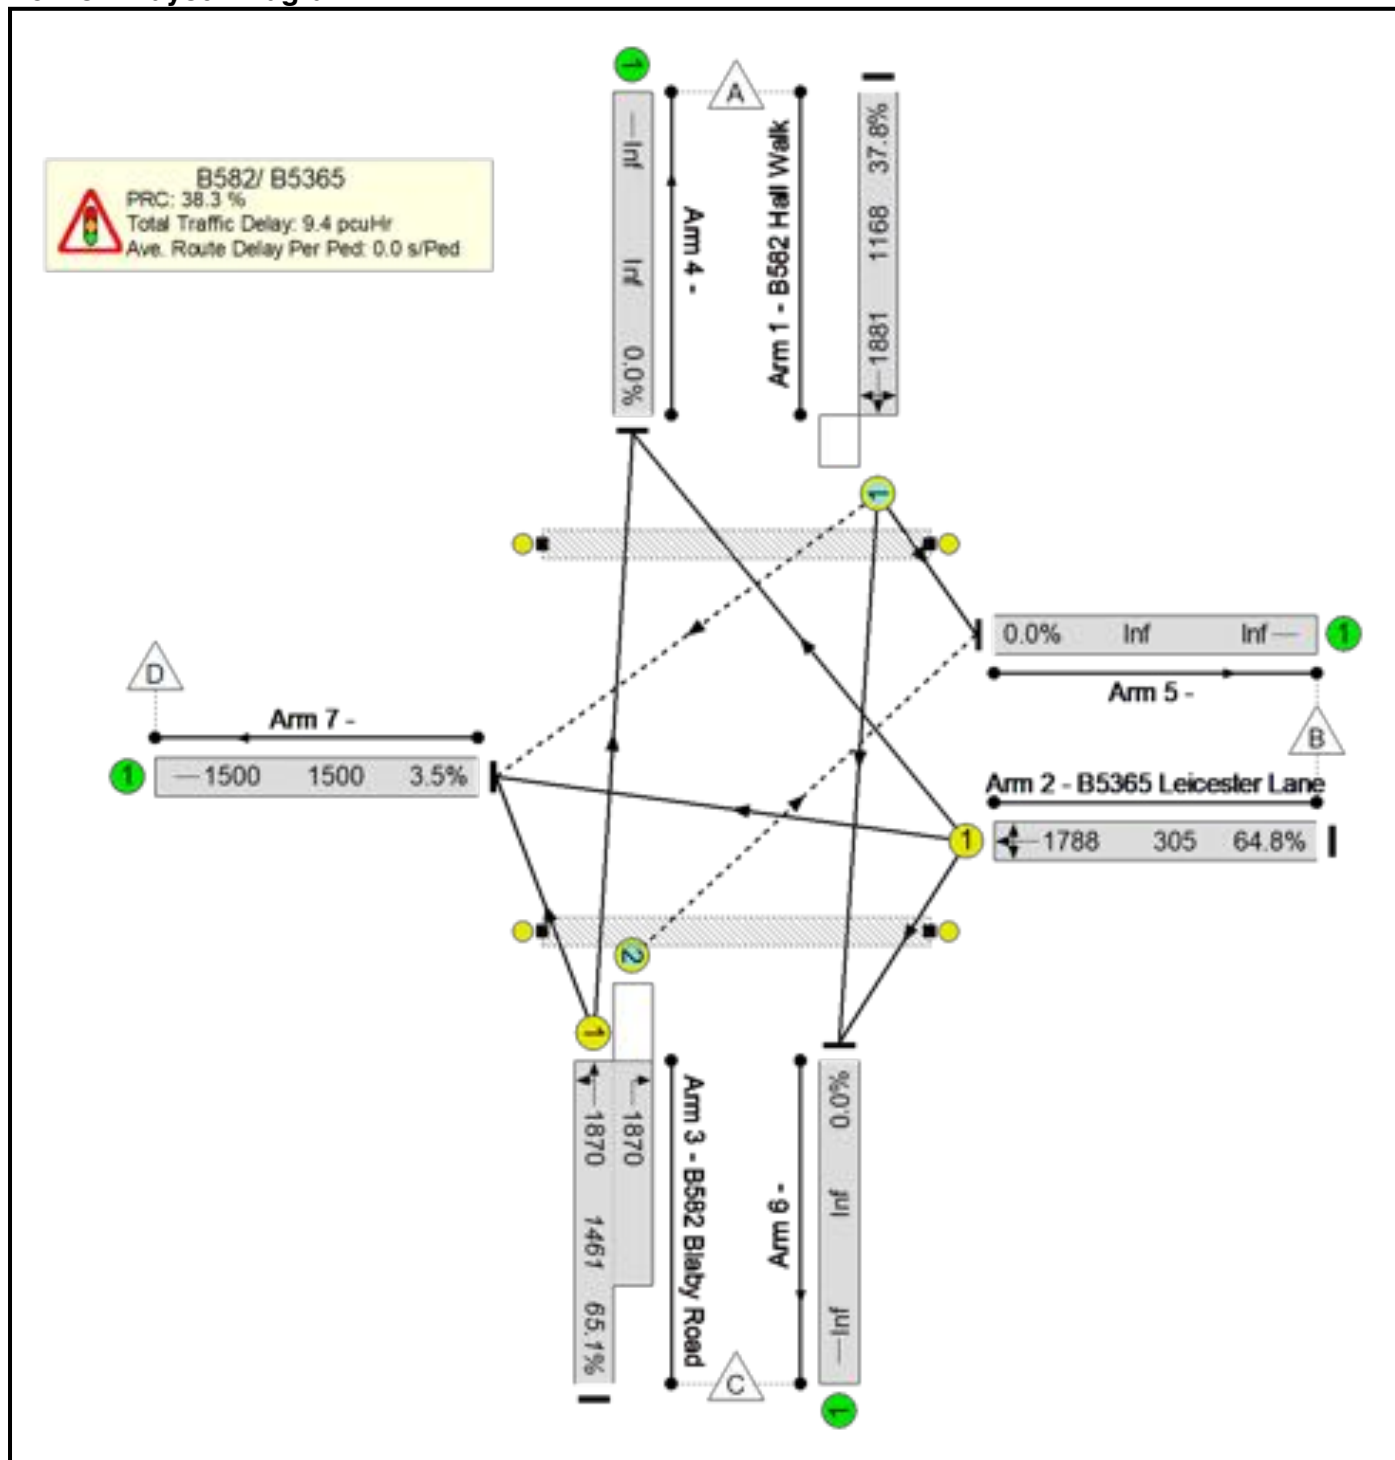 B582/ B5365
PRC: 38.3 %
Total Traffic Delay: 9.4 pcuHr
Ave. Route Delay Per Ped: 0.0 s/Ped
1
Inf Inf 0.0%
Arm 4 -
A
Arm 1 - B582 Hall Walk
1881 1168 37.8%
1
0.0% Inf Inf
1
Arm 5 -
B
Arm 2 - B5365 Leicester Lane
1
1788 305 64.8%
D
Arm 7 -
1
1500 1500 3.5%
2
1
1870 1461 65.1%
1870
Arm 3 - B582 Blaby Road
C
Arm 6 -
0.0% Inf Inf
1